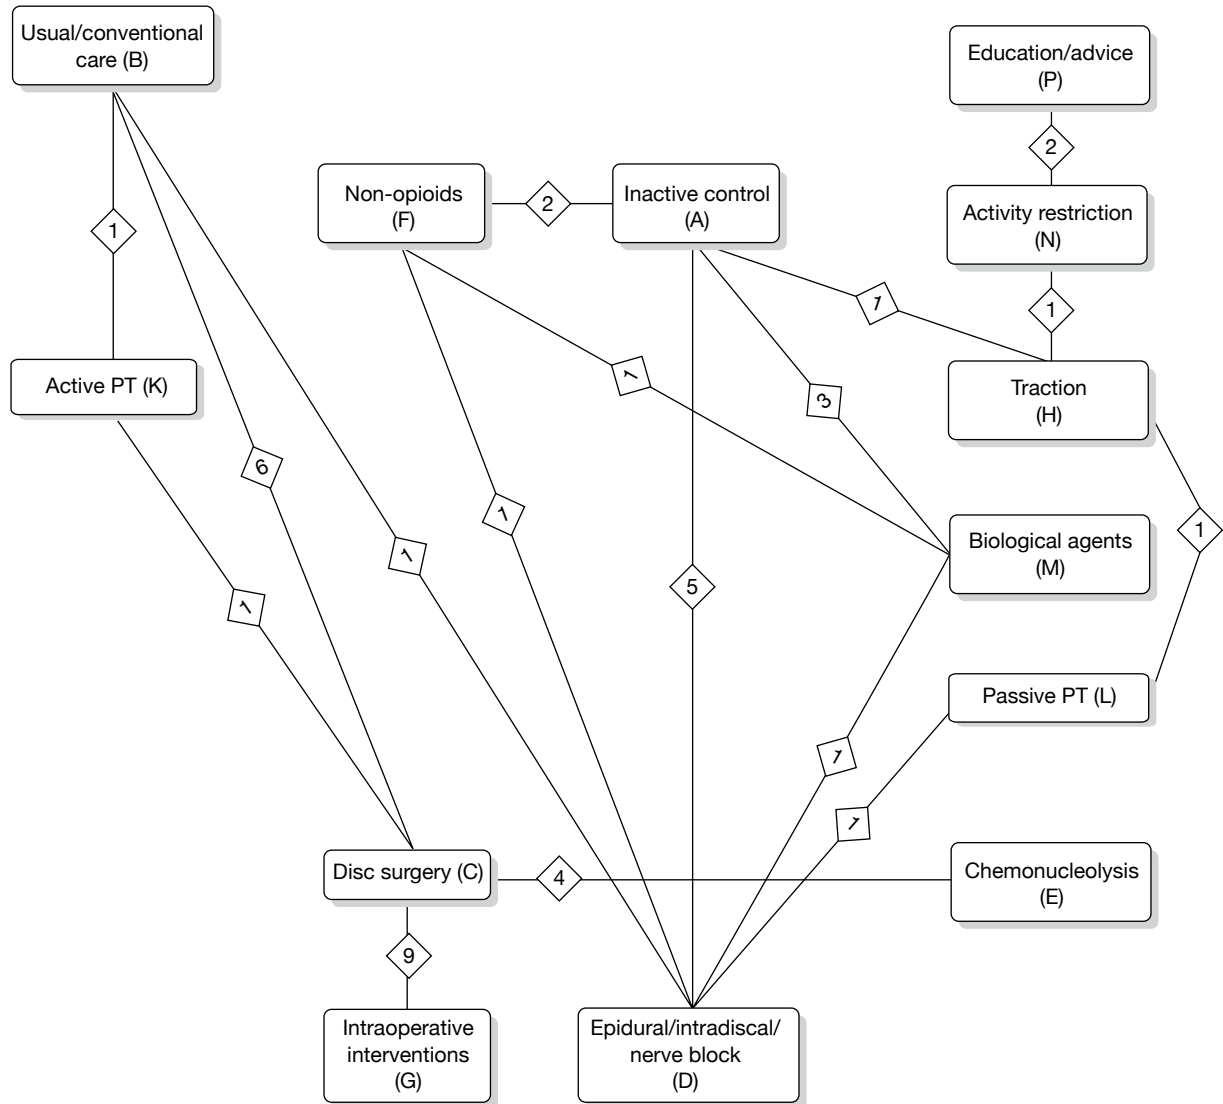 Usual/conventional
care (B)
Education/advice
(P)
2
Non-opioids
(F)
2
Inactive control
(A)
Activity restriction
(N)
1
1
1
Active PT (K)
1
3
Traction
(H)
6
1
1
1
Biological agents
(M)
5
1
Passive PT (L)
1
1
Disc surgery (C)
4
Chemonucleolysis
(E)
9
Intraoperative
interventions
(G)
Epidural/intradiscal/
nerve block
(D)